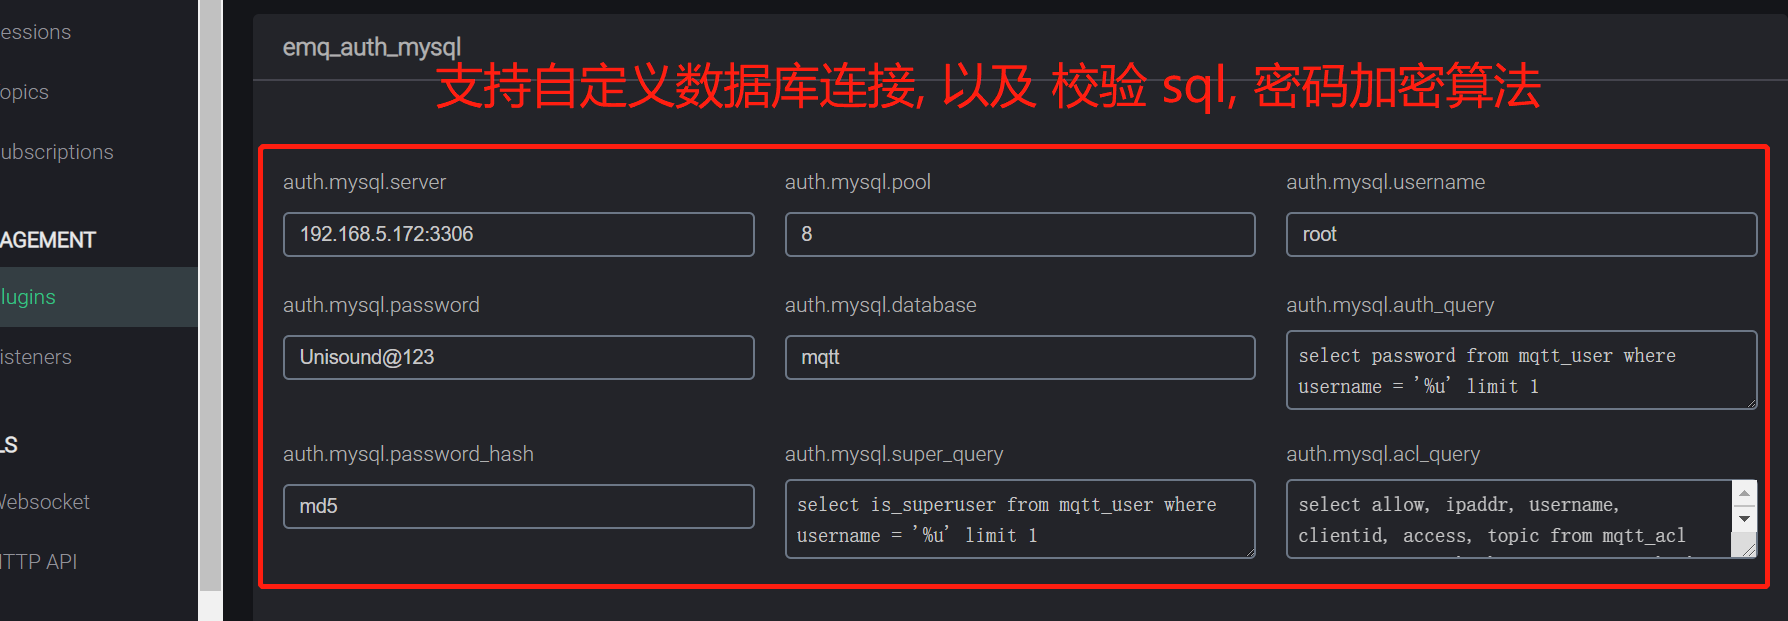 essions
opics
ubscriptions
AGEMENT
lugins
isteners
LS
Websocket
HTTP API
emq_auth_mysql
支持自定义数据库连接, 以及 校验 sql, 密码加密算法
auth.mysql.server
192.168.5.172:3306
auth.mysql.pool
8
auth.mysql.username
root
auth.mysql.password
Unisound@123
auth.mysql.database
mqtt
auth.mysql.auth_query
select password from mqtt_user where
username = '%u' limit 1
auth.mysql.password_hash
md5
auth.mysql.super_query
select is_superuser from mqtt_user where
username = '%u' limit 1
auth.mysql.acl_query
select allow, ipaddr, username,
clientid, access, topic from mqtt_acl